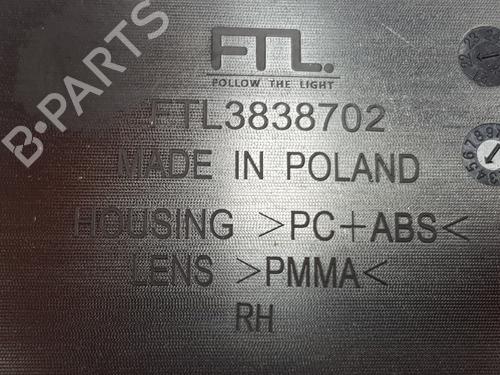 FTL.
FOLLOW THE LIGHT
FTL3838702
MADE IN POLAND
HOUSING >PC+ABS<
LENS >PMMA<
RH
B-PARTS